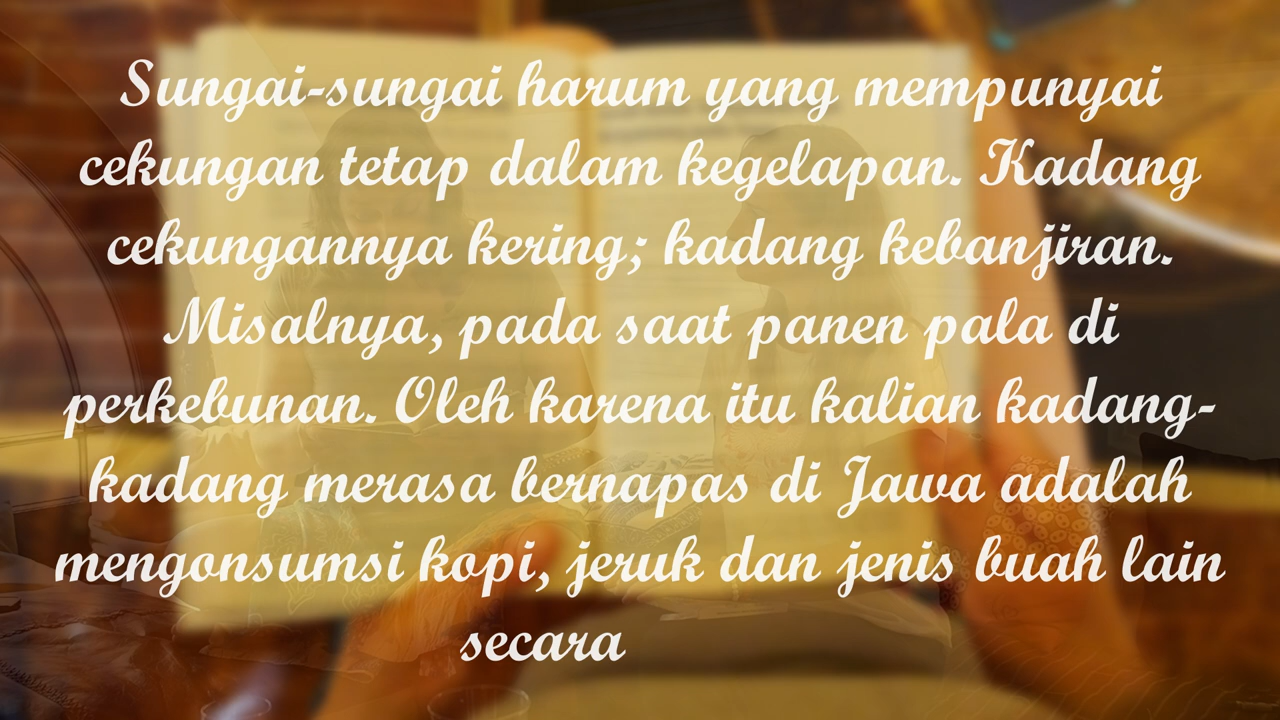 Sungai-sungai harum yang mempunyai
cekungan tetap dalam kegelapan. Kadang
cekungannya kering; kadang kebanjiran.
Misalnya, pada saat panen pala di
perkebunan. Oleh karena itu kalian kadang-
kadang merasa bernapas di Jawa adalah
mengonsumsi kopi, jeruk dan jenis buah lain
secara